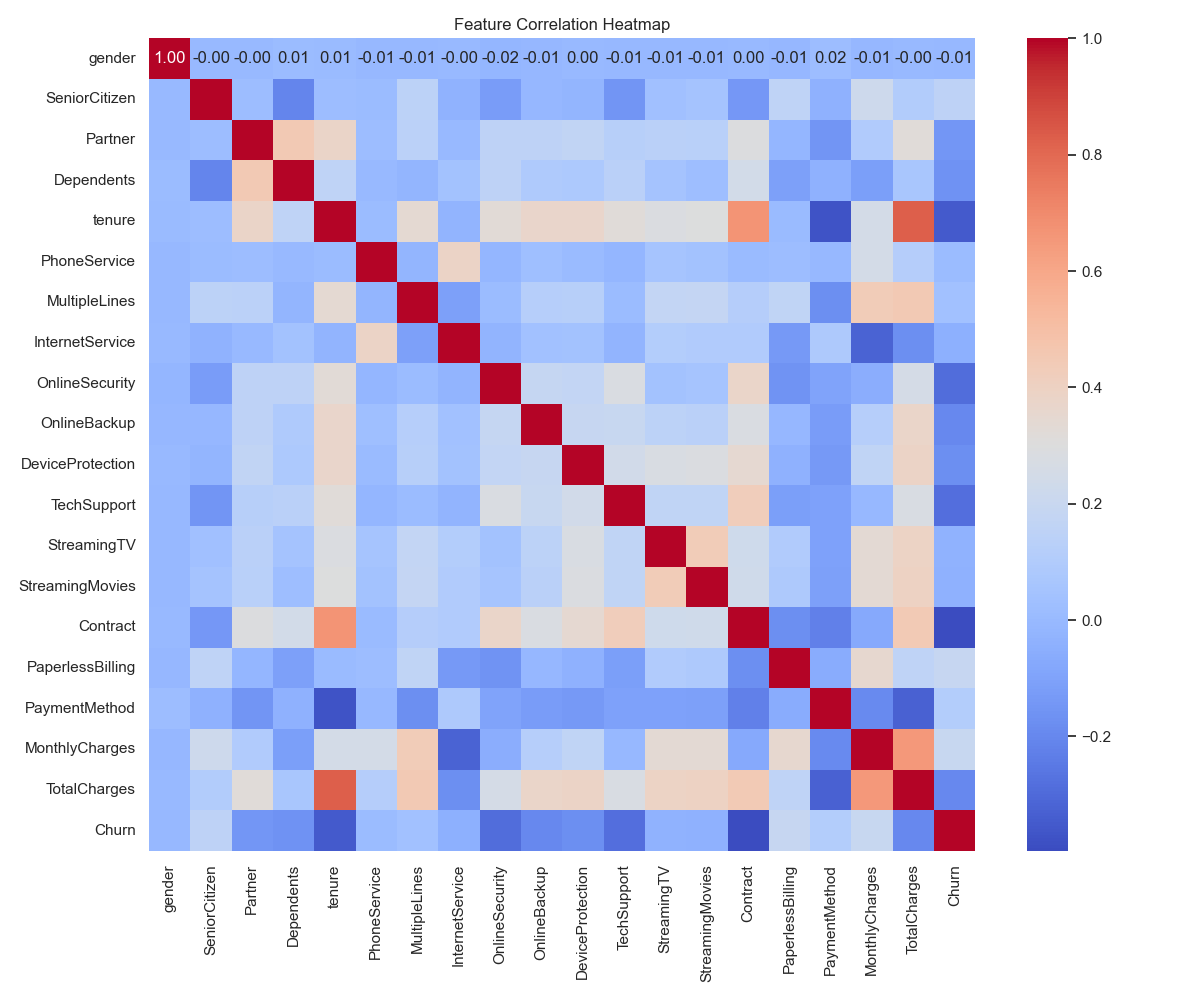 Feature Correlation Heatmap
gender 1.00 -0.00 -0.00 0.01 0.01 -0.01 -0.01 -0.00 -0.02 -0.01 0.00 -0.01 -0.01 -0.01 0.00 -0.01 0.02 -0.01 -0.00 -0.01
SeniorCitizen
Partner
Dependents
tenure
PhoneService
MultipleLines
InternetService
OnlineSecurity
OnlineBackup
DeviceProtection
TechSupport
StreamingTV
StreamingMovies
Contract
PaperlessBilling
PaymentMethod
MonthlyCharges
TotalCharges
Churn
gender
SeniorCitizen
Partner
Dependents
tenure
PhoneService
MultipleLines
InternetService
OnlineSecurity
OnlineBackup
DeviceProtection
TechSupport
StreamingTV
StreamingMovies
Contract
PaperlessBilling
PaymentMethod
MonthlyCharges
TotalCharges
Churn
1.0
0.8
0.6
0.4
0.2
0.0
−0.2